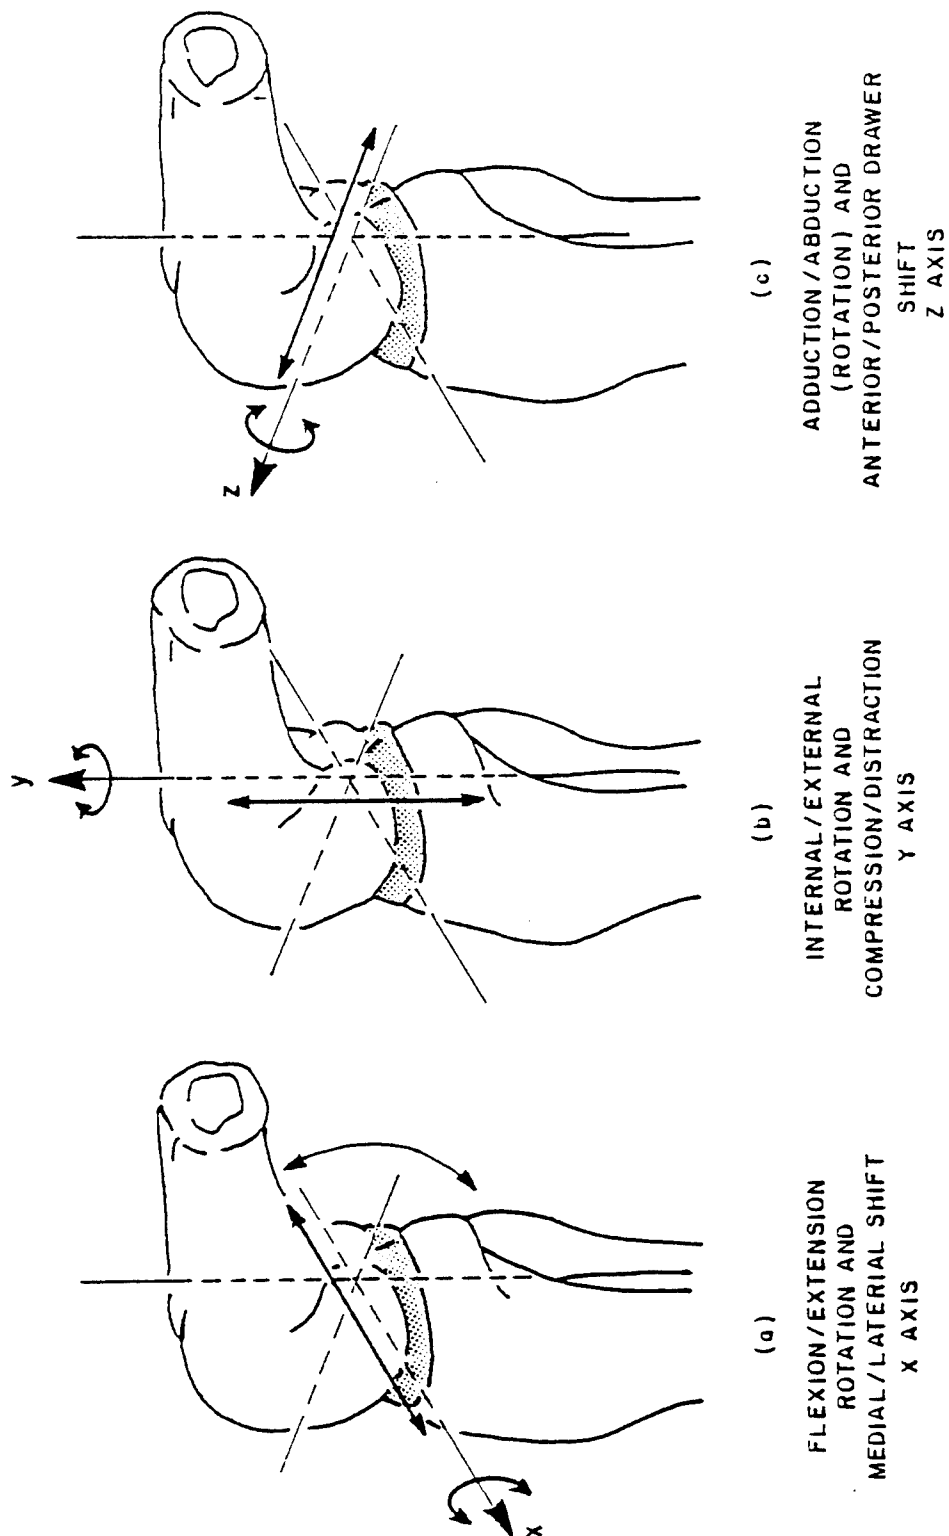 X
(a)
FLEXION/EXTENSION
ROTATION AND
MEDIAL/LATERIAL SHIFT
X AXIS
y
(b)
INTERNAL/EXTERNAL
ROTATION AND
COMPRESSION/DISTRACTION
Y AXIS
Z
(c)
ADDUCTION/ABDUCTION
(ROTATION) AND
ANTERIOR/POSTERIOR DRAWER
SHIFT
Z AXIS